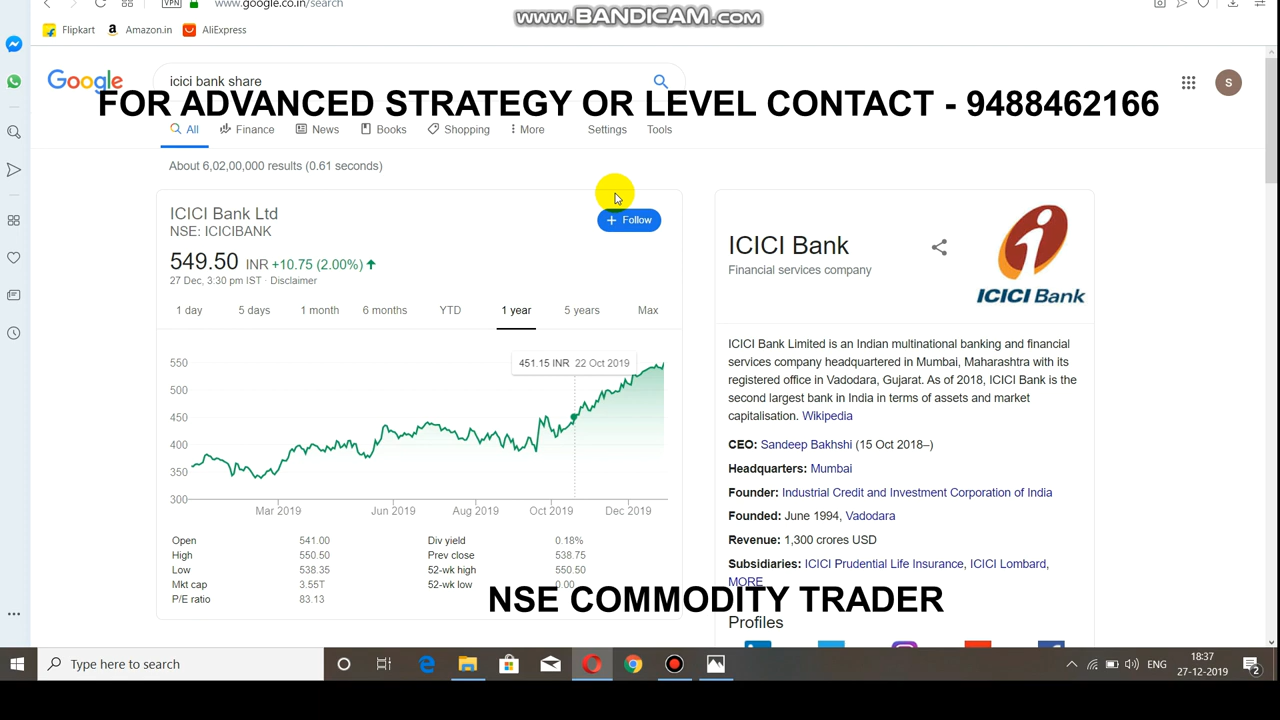 www.BANDICAM.com
VPN www.google.co.in/search
Flipkart Amazon.in AliExpress
Google icici bank share
S
FOR ADVANCED STRATEGY OR LEVEL CONTACT - 9488462166
All Finance News Books Shopping More Settings Tools
About 6,02,00,000 results (0.61 seconds)
ICICI Bank Ltd
NSE: ICICIBANK
+ Follow
549.50 INR +10.75 (2.00%)
27 Dec, 3:30 pm IST · Disclaimer
1 day 5 days 1 month 6 months YTD 1 year 5 years Max
451.15 INR 22 Oct 2019
550
500
450
400
350
300
Mar 2019 Jun 2019 Aug 2019 Oct 2019 Dec 2019
Open 541.00 Div yield 0.18%
High 550.50 Prev close 538.75
Low 538.35 52-wk high 550.50
Mkt cap 3.55T 52-wk low 0.00
P/E ratio 83.13
ICICI Bank
Financial services company
ICICI Bank
ICICI Bank Limited is an Indian multinational banking and financial
services company headquartered in Mumbai, Maharashtra with its
registered office in Vadodara, Gujarat. As of 2018, ICICI Bank is the
second largest bank in India in terms of assets and market
capitalisation. Wikipedia
CEO: Sandeep Bakhshi (15 Oct 2018–)
Headquarters: Mumbai
Founder: Industrial Credit and Investment Corporation of India
Founded: June 1994, Vadodara
Revenue: 1,300 crores USD
Subsidiaries: ICICI Prudential Life Insurance, ICICI Lombard,
MORE
NSE COMMODITY TRADER
Profiles
Type here to search
ENG
18:37
27-12-2019
2